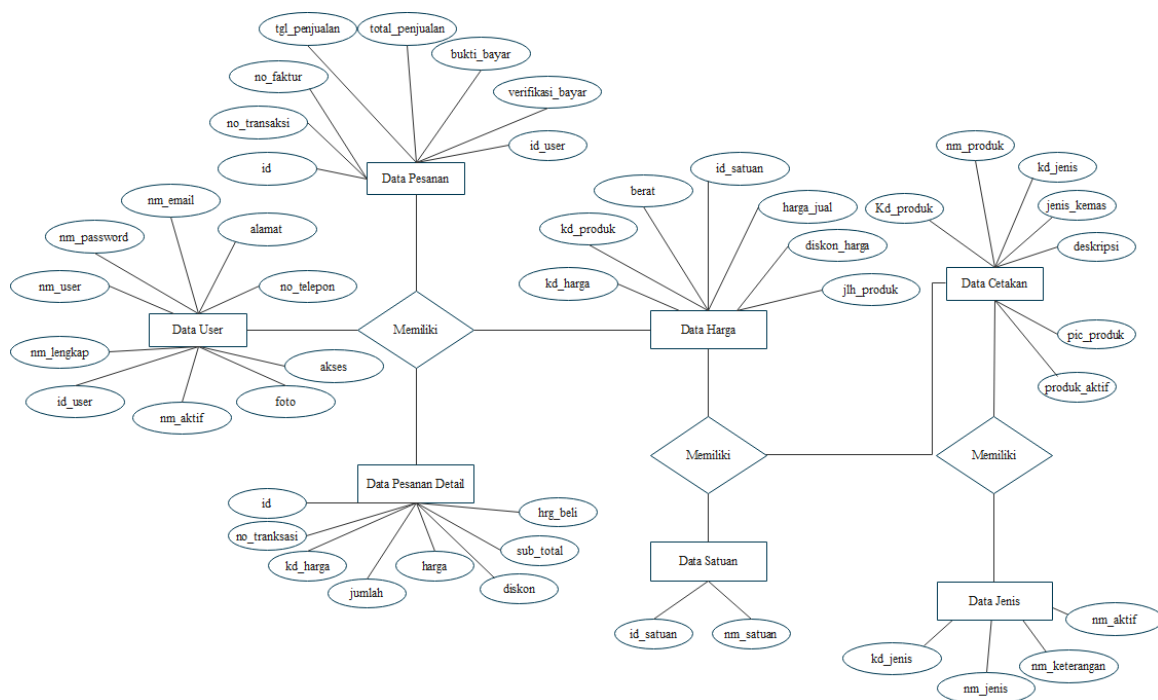 tgl_penjualan
total_penjualan
bukti_bayar
no_faktur
verifikasi_bayar
no_transaksi
id_user
id
Data Pesanan
nm_email
nm_password
alamat
nm_user
no_telepon
Data User
nm_lengkap
akses
id_user
foto
nm_aktif
Memiliki
id_satuan
berat
harga_jual
kd_produk
diskon_harga
kd_harga
jlh_produk
Data Harga
nm_produk
kd_jenis
Kd_produk
jenis_kemas
deskripsi
Data Cetakan
pic_produk
produk_aktif
Memiliki
Memiliki
Data Pesanan Detail
id
hrg_beli
no_tranksasi
sub_total
kd_harga
harga
diskon
jumlah
Data Satuan
id_satuan
nm_satuan
Data Jenis
nm_aktif
kd_jenis
nm_keterangan
nm_jenis